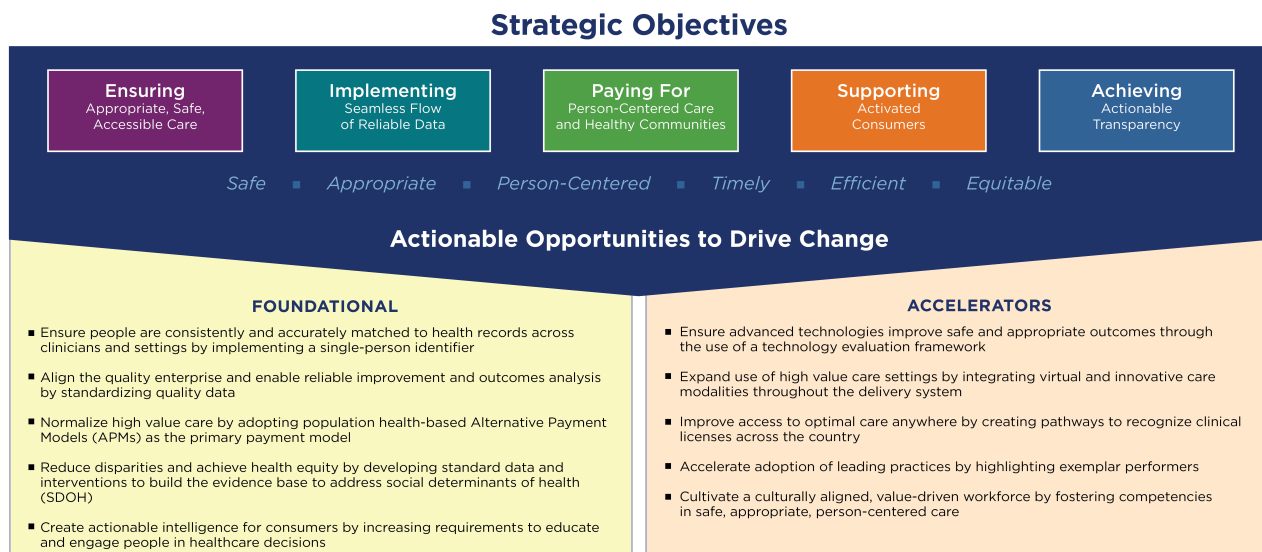 Strategic Objectives
Ensuring
Appropriate, Safe,
Accessible Care
Implementing
Seamless Flow
of Reliable Data
Paying For
Person-Centered Care
and Healthy Communities
Supporting
Activated
Consumers
Achieving
Actionable
Transparency
Safe ▪ Appropriate ▪ Person-Centered ▪ Timely ▪ Efficient ▪ Equitable
Actionable Opportunities to Drive Change
FOUNDATIONAL
▪ Ensure people are consistently and accurately matched to health records across
clinicians and settings by implementing a single-person identifier
▪ Align the quality enterprise and enable reliable improvement and outcomes analysis
by standardizing quality data
▪ Normalize high value care by adopting population health-based Alternative Payment
Models (APMs) as the primary payment model
▪ Reduce disparities and achieve health equity by developing standard data and
interventions to build the evidence base to address social determinants of health
(SDOH)
▪ Create actionable intelligence for consumers by increasing requirements to educate
and engage people in healthcare decisions
ACCELERATORS
▪ Ensure advanced technologies improve safe and appropriate outcomes through
the use of a technology evaluation framework
▪ Expand use of high value care settings by integrating virtual and innovative care
modalities throughout the delivery system
▪ Improve access to optimal care anywhere by creating pathways to recognize clinical
licenses across the country
▪ Accelerate adoption of leading practices by highlighting exemplar performers
▪ Cultivate a culturally aligned, value-driven workforce by fostering competencies
in safe, appropriate, person-centered care